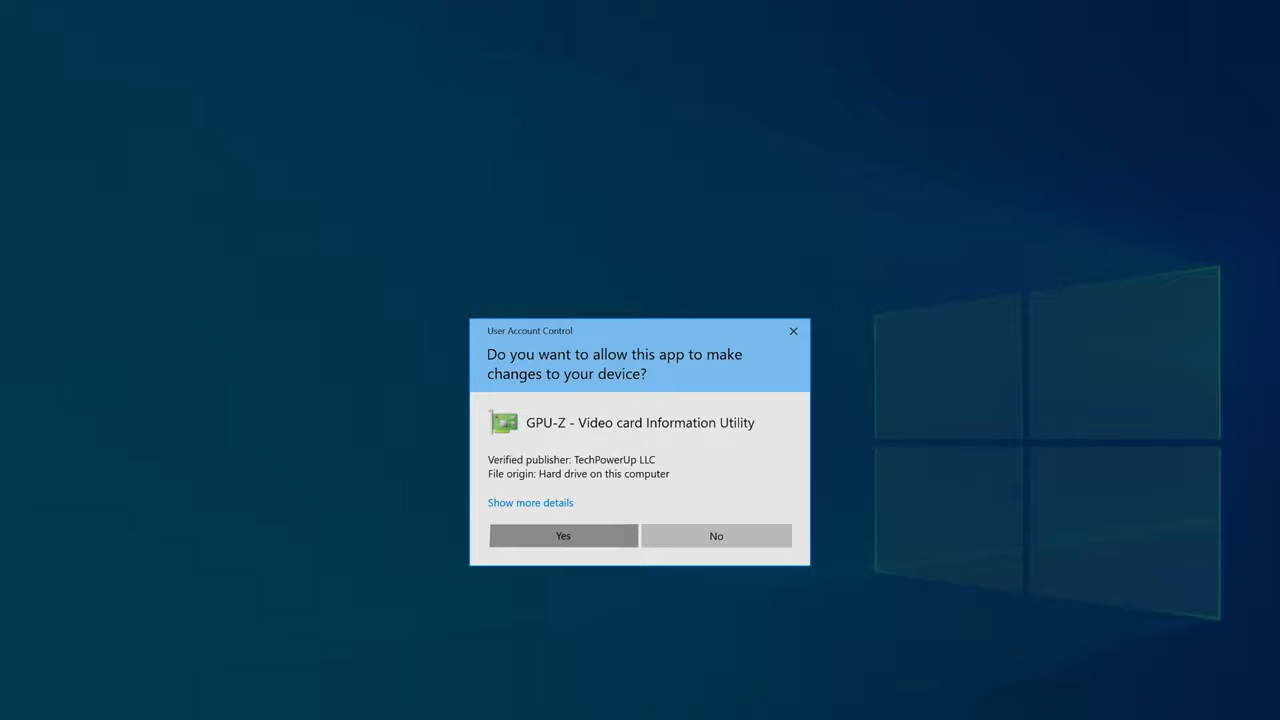 User Account Control
Do you want to allow this app to make
changes to your device?
GPU-Z - Video card Information Utility
Verified publisher: TechPowerUp LLC
File origin: Hard drive on this computer
Show more details
Yes
No